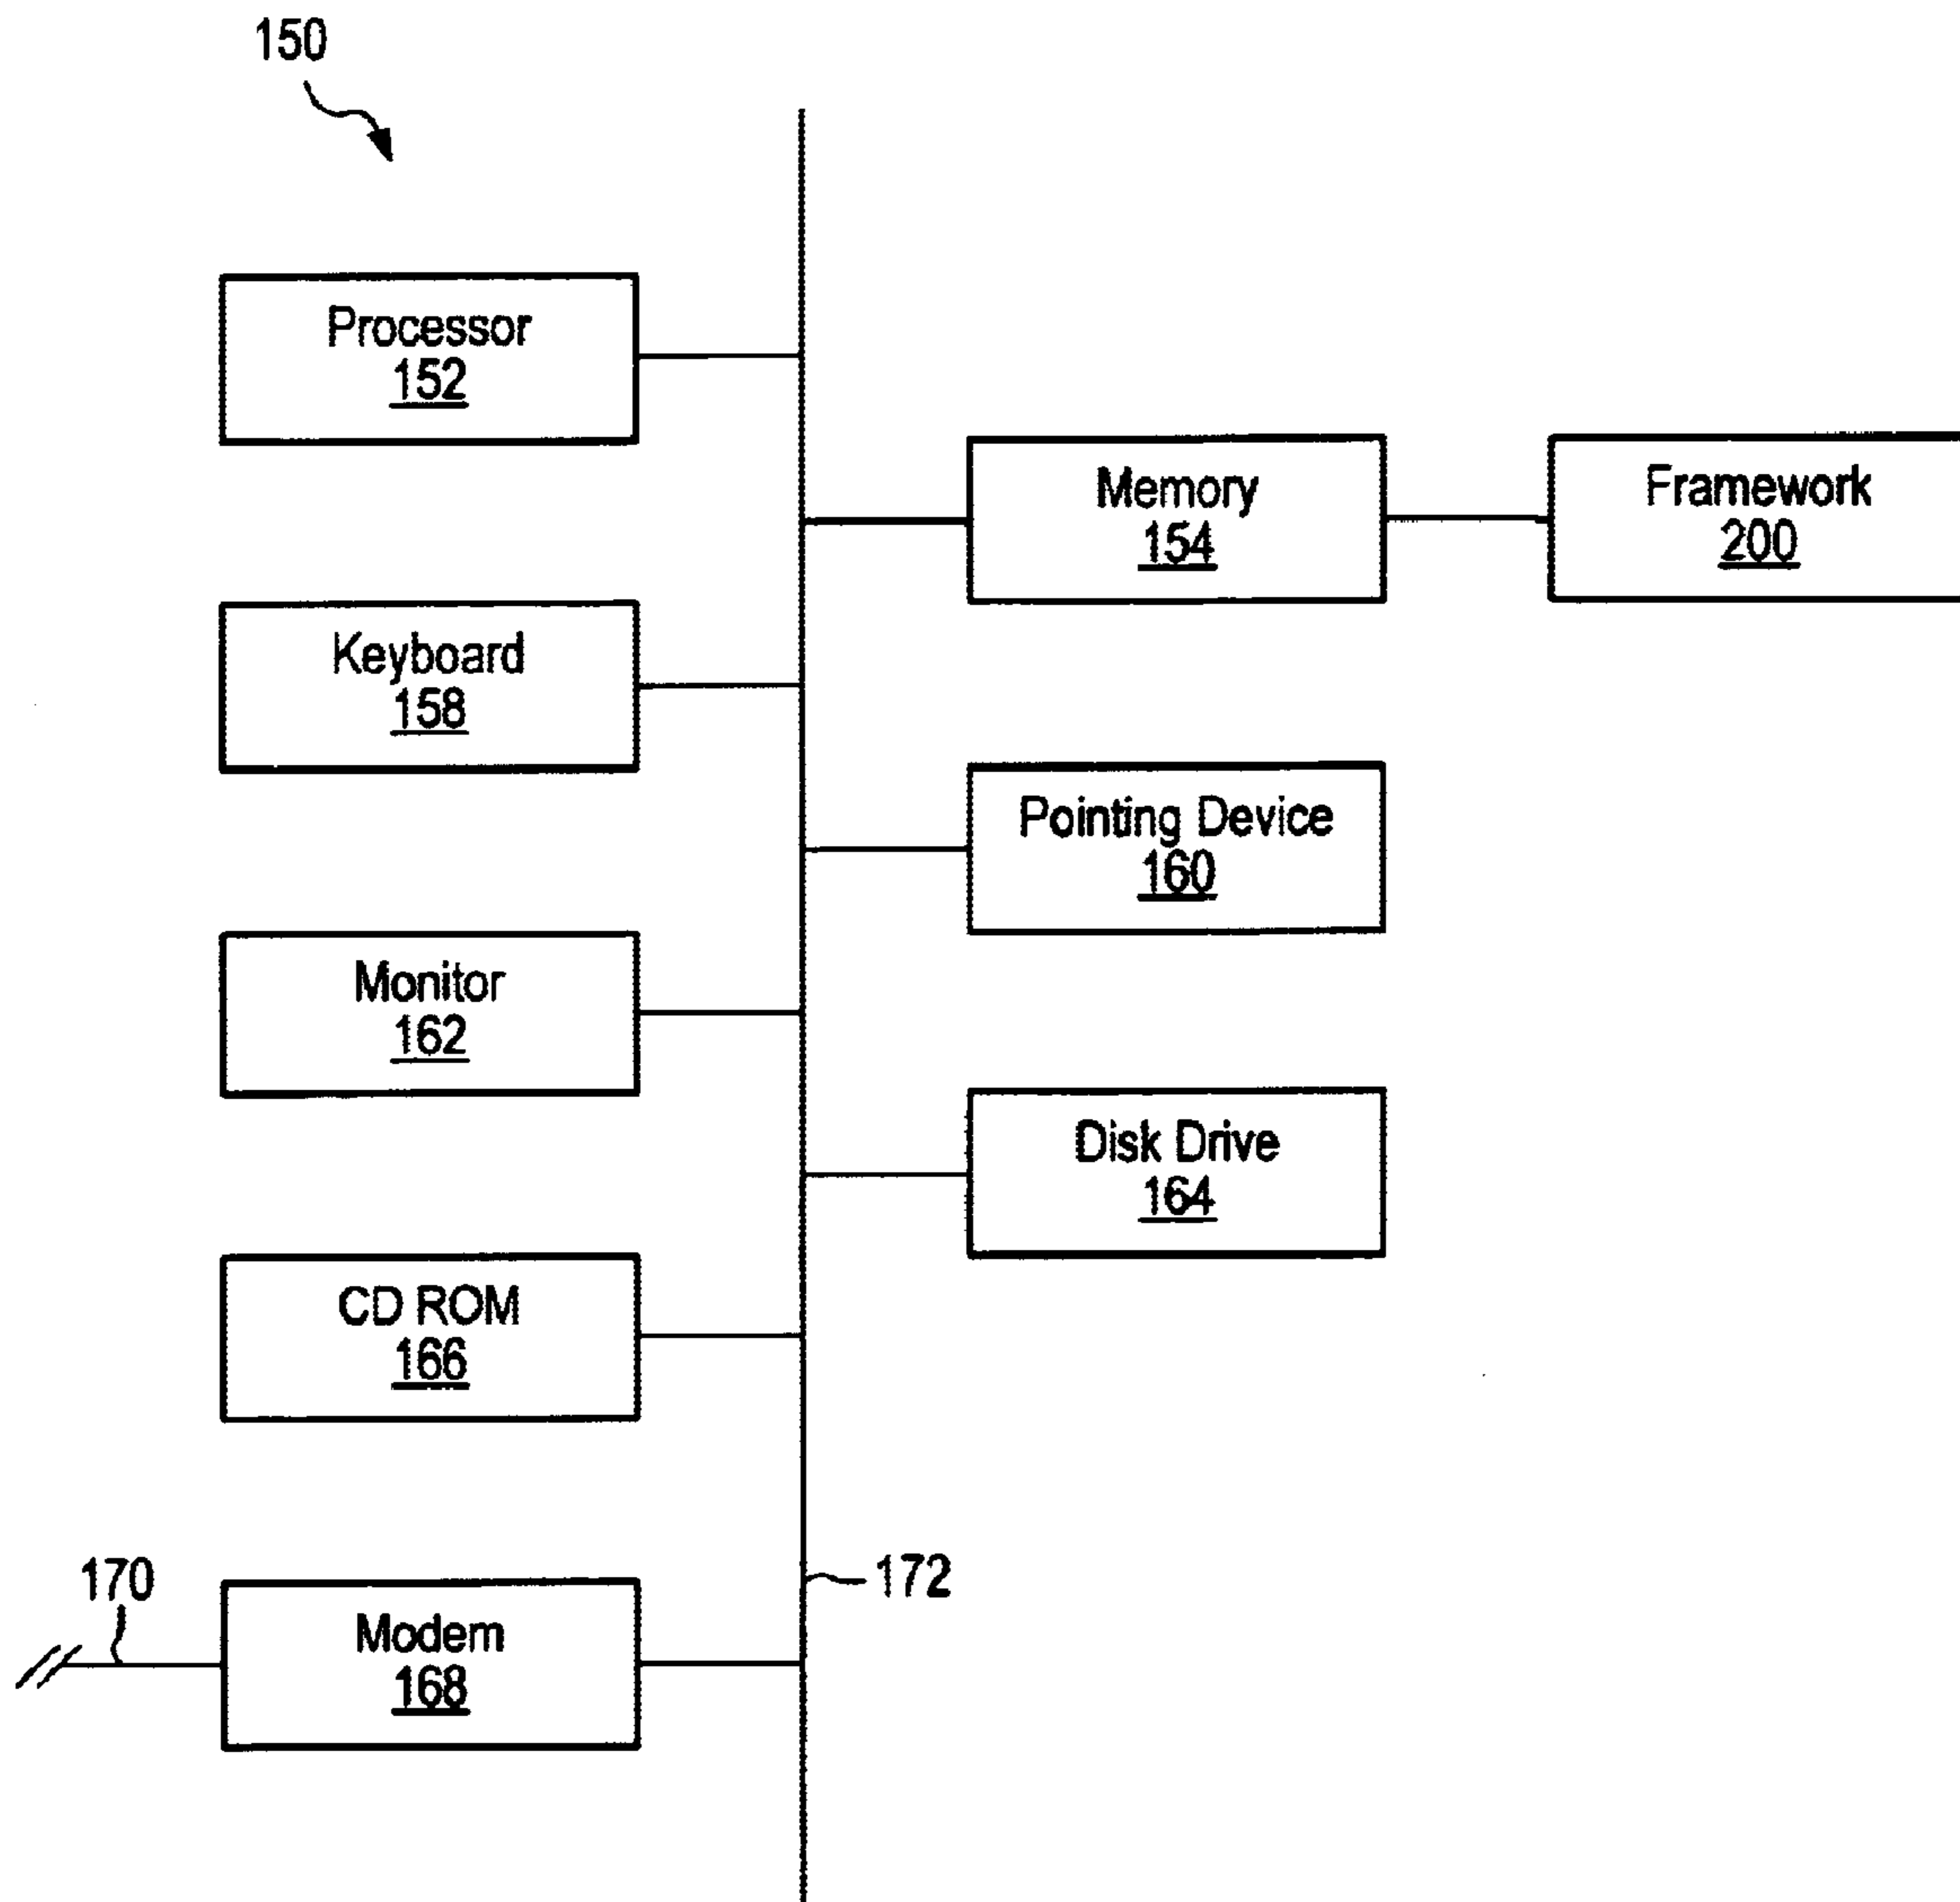 150
Processor
152
Memory
154
Framework
200
Keyboard
158
Pointing Device
160
Monitor
162
Disk Drive
164
CD ROM
166
170
172
Modem
168